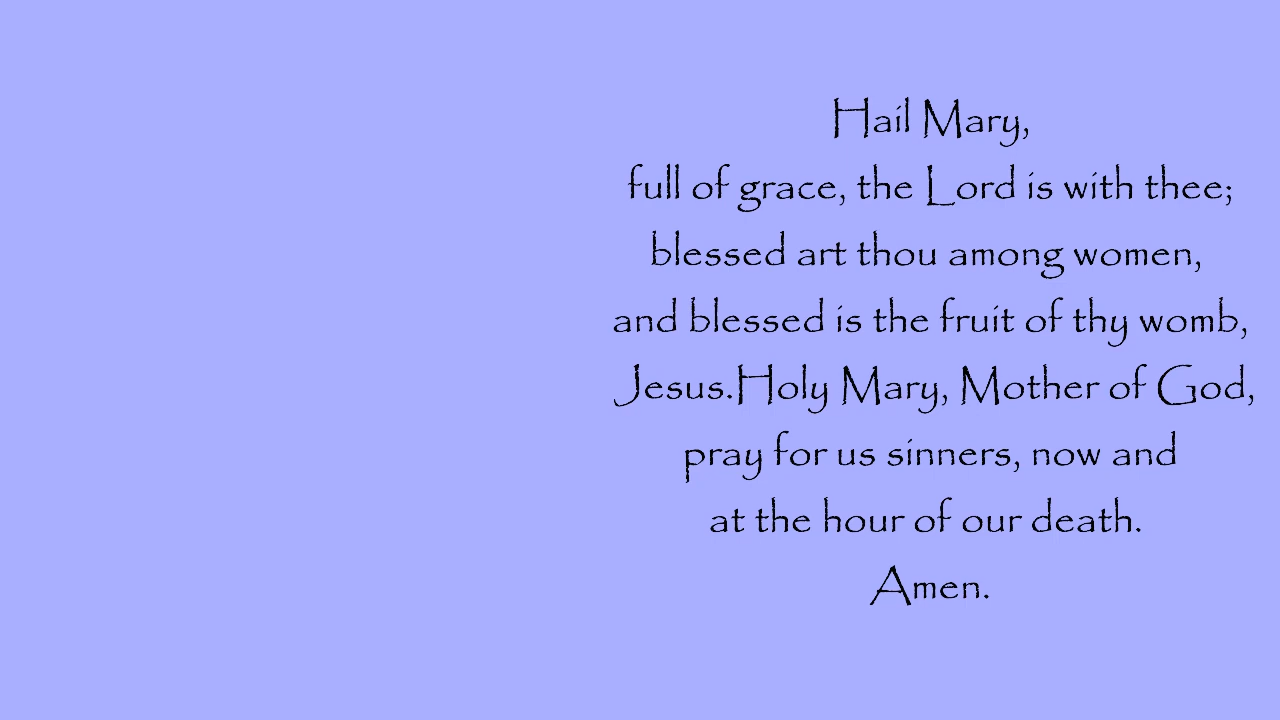 Hail Mary,
full of grace, the Lord is with thee;
blessed art thou among women,
and blessed is the fruit of thy womb,
Jesus.Holy Mary, Mother of God,
pray for us sinners, now and
at the hour of our death.
Amen.